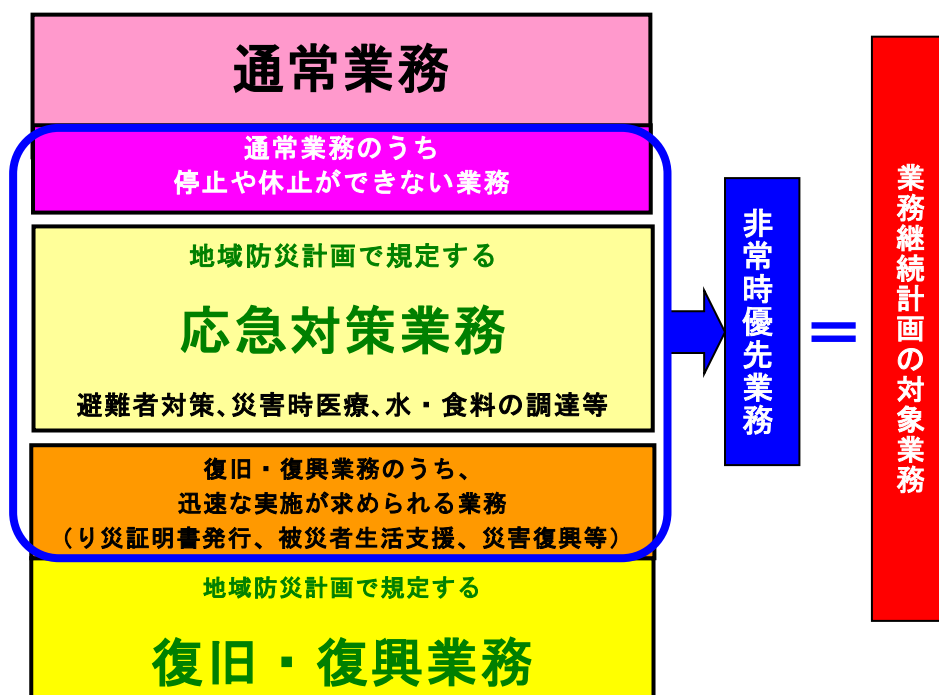 通常業務
通常業務のうち
停止や休止ができない業務
地域防災計画で規定する
応急対策業務
避難者対策、災害時医療、水・食料の調達等
復旧・復興業務のうち、
迅速な実施が求められる業務
（り災証明書発行、被災者生活支援、災害復興等）
地域防災計画で規定する
復旧・復興業務
非常時優先業務
＝
業務継続計画の対象業務